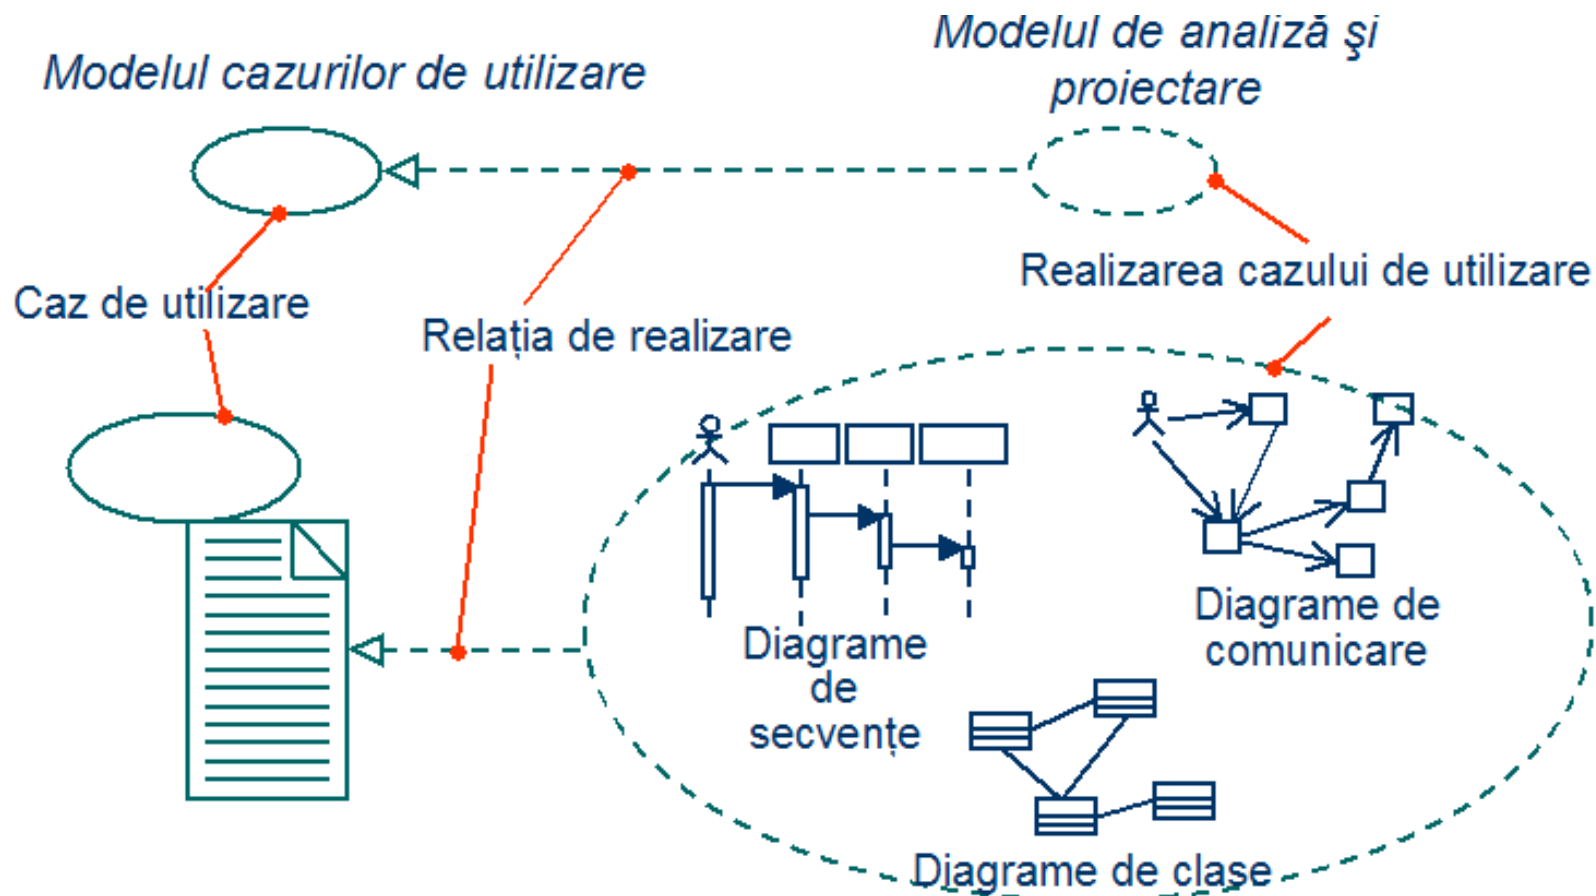 Modelul cazurilor de utilizare
Modelul de analiză şi
proiectare
Caz de utilizare
Relația de realizare
Realizarea cazului de utilizare
Diagrame
de
secvențe
Diagrame de
comunicare
Diagrame de clase